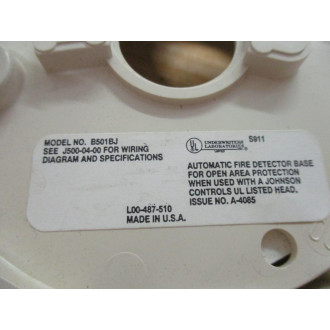 MODEL NO. B501BJ
SEE J500-04-00 FOR WIRING
DIAGRAM AND SPECIFICATIONS
L00-487-510
MADE IN U.S.A.
UL
UNDERWRITERS
LABORATORIES
S911
AUTOMATIC FIRE DETECTOR BASE
FOR OPEN AREA PROTECTION
WHEN USED WITH A JOHNSON
CONTROLS UL LISTED HEAD.
ISSUE NO. A-4085